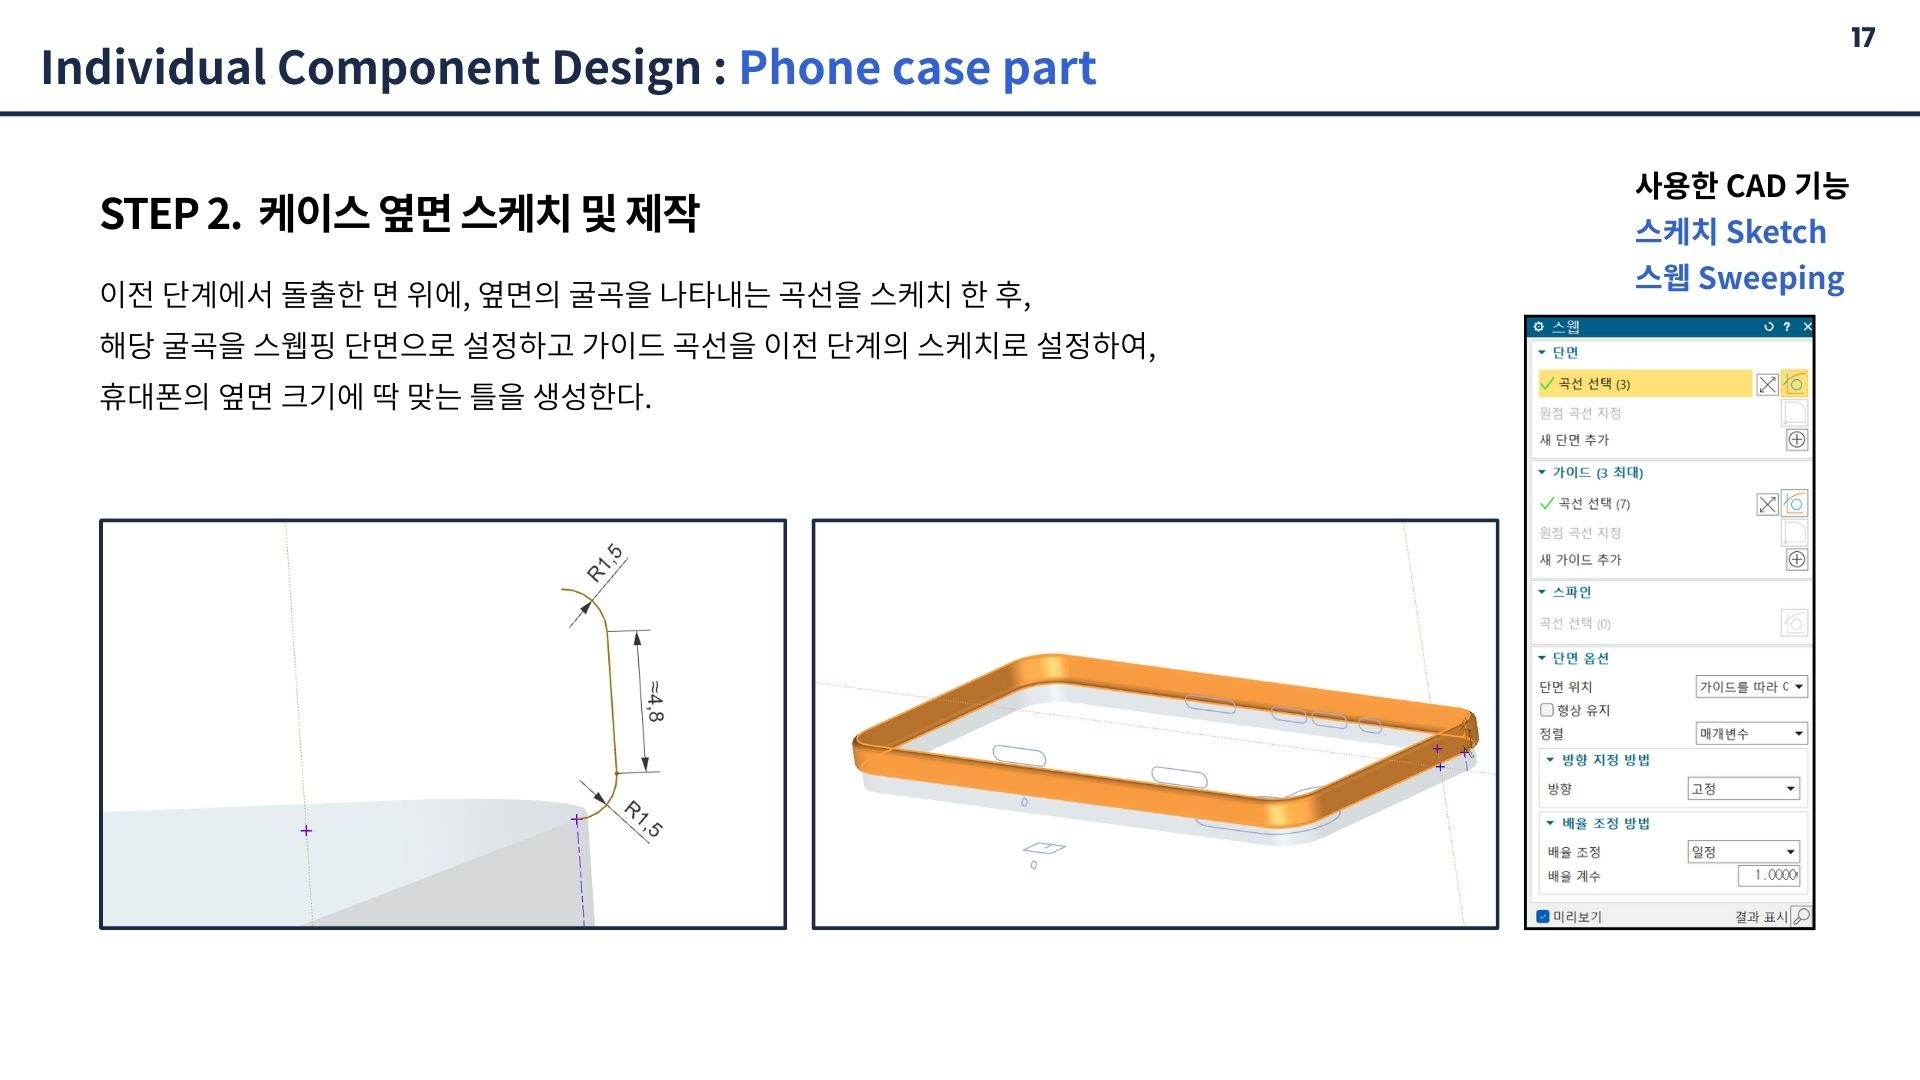 17
Individual Component Design : Phone case part
STEP 2. 케이스 옆면 스케치 및 제작
이전 단계에서 돌출한 면 위에, 옆면의 굴곡을 나타내는 곡선을 스케치 한 후,
해당 굴곡을 스웹핑 단면으로 설정하고 가이드 곡선을 이전 단계의 스케치로 설정하여,
휴대폰의 옆면 크기에 딱 맞는 틀을 생성한다.
사용한 CAD 기능
스케치 Sketch
스웹 Sweeping
R1,5
≈4,8
R1,5
스웹
단면
곡선 선택 (3)
원점 곡선 지정
새 단면 추가
가이드 (3 최대)
곡선 선택 (7)
원점 곡선 지정
새 가이드 추가
스파인
곡선 선택 (0)
단면 옵션
단면 위치 가이드를 따라
형상 유지
정렬 매개변수
방향 지정 방법
방향 고정
배율 조정 방법
배율 조정 일정
배율 계수 1.0000
미리보기 결과 표시